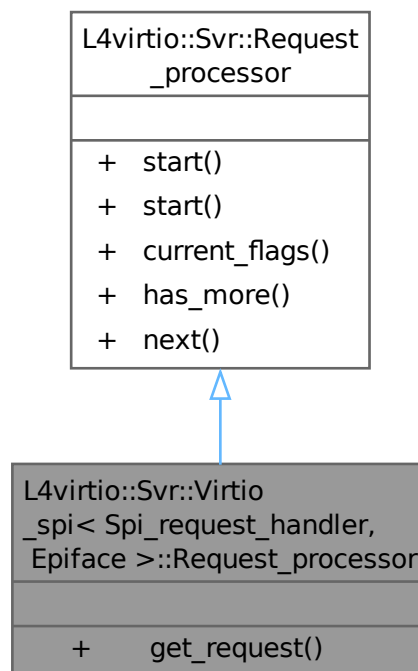 L4virtio::Svr::Request
_processor
+ start()
+ start()
+ current_flags()
+ has_more()
+ next()
L4virtio::Svr::Virtio
_spi< Spi_request_handler,
Epiface >::Request_processor
+ get_request()